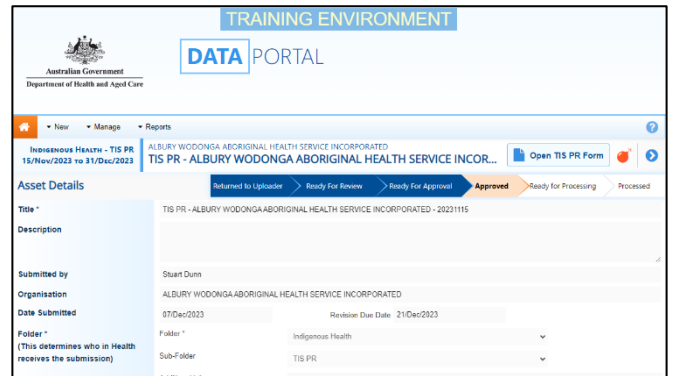 TRAINING ENVIRONMENT
Australian Government
Department of Health and Aged Care
DATA PORTAL
New Manage Reports
INDIGENOUS HEALTH - TIS PR
15/NOV/2023 TO 31/DEC/2023
ALBURY WODONGA ABORIGINAL HEALTH SERVICE INCORPORATED
TIS PR - ALBURY WODONGA ABORIGINAL HEALTH SERVICE INCOR...
Open TIS PR Form
Asset Details
Returned to Uploader Ready For Review Ready For Approval Approved Ready for Processing Processed
Title * TIS PR - ALBURY WODONGA ABORIGINAL HEALTH SERVICE INCORPORATED - 20231115
Description
Submitted by Stuart Dunn
Organisation ALBURY WODONGA ABORIGINAL HEALTH SERVICE INCORPORATED
Date Submitted 07/Dec/2023 Revision Due Date 21/Dec/2023
Folder * Folder * Indigenous Health
(This determines who in Health
receives the submission) Sub-Folder TIS PR